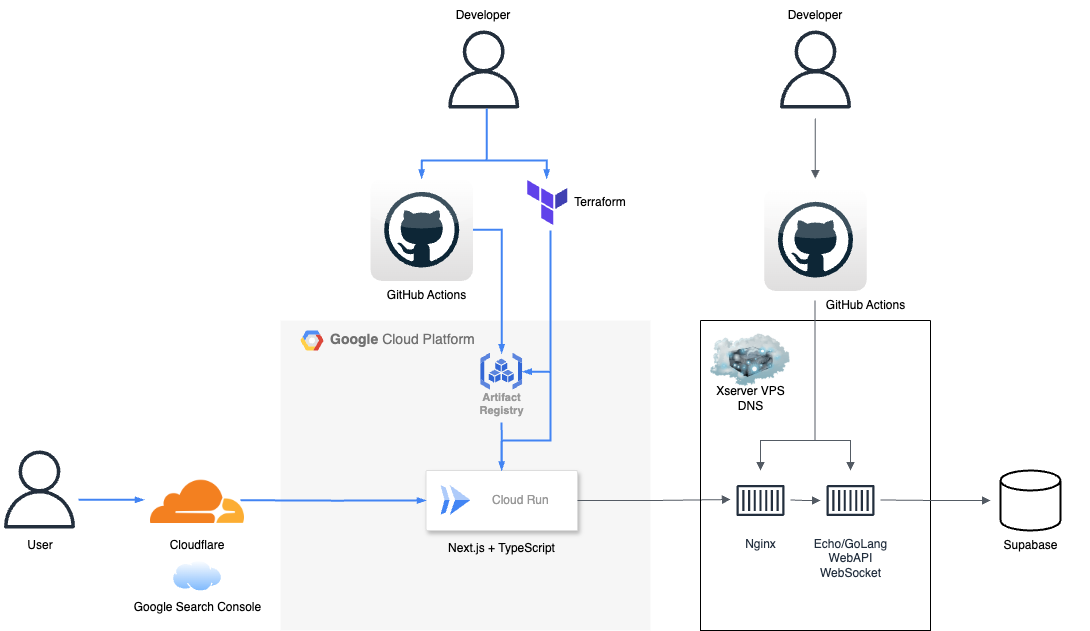 Developer
Developer
Terraform
GitHub Actions
GitHub Actions
Google Cloud Platform
Artifact
Registry
Xserver VPS
DNS
Cloud Run
User
Cloudflare
Next.js + TypeScript
Nginx
Echo/GoLang
WebAPI
WebSocket
Supabase
Google Search Console